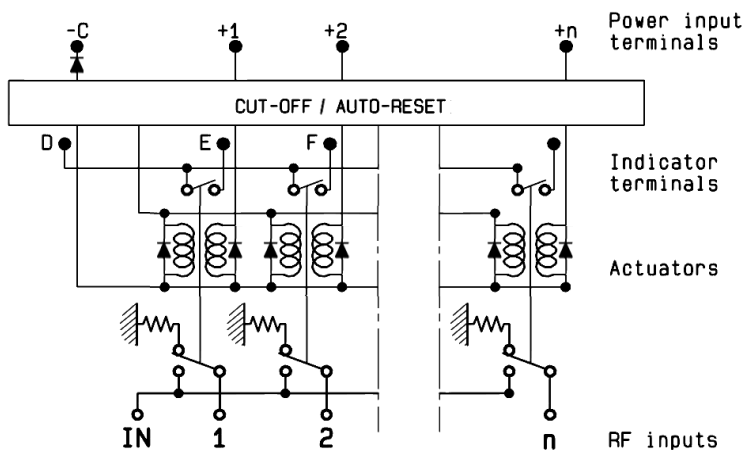 -C +1 +2 +n
Power input
terminals
CUT-OFF / AUTO-RESET
D E F
Indicator
terminals
Actuators
IN 1 2 n
RF inputs